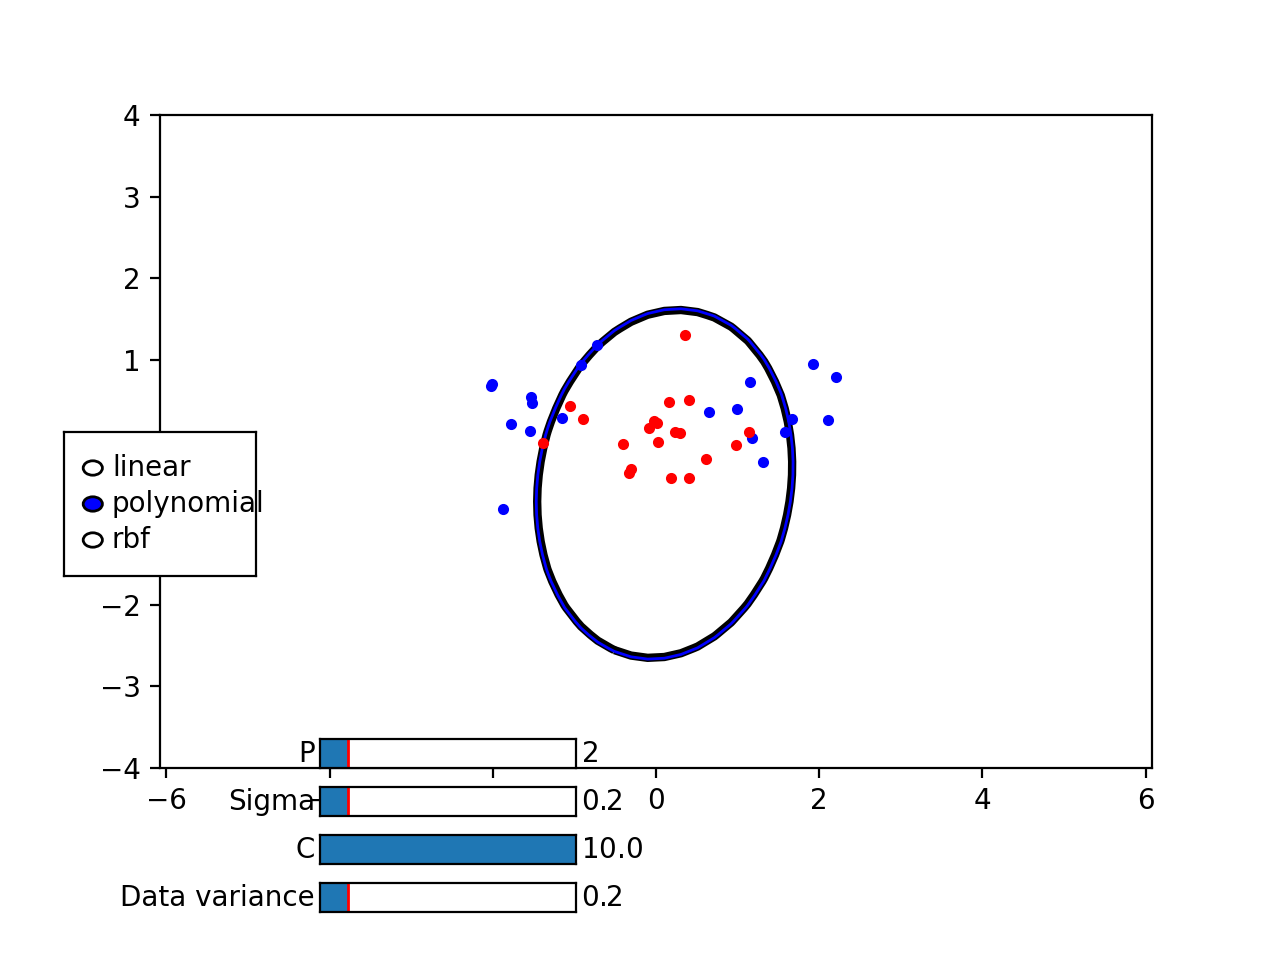 4
3
2
1
linear
polynomial
rbf
−2
−3
−4
P 2
−6 0 2 4 6
Sigma 0.2
C 10.0
Data variance 0.2